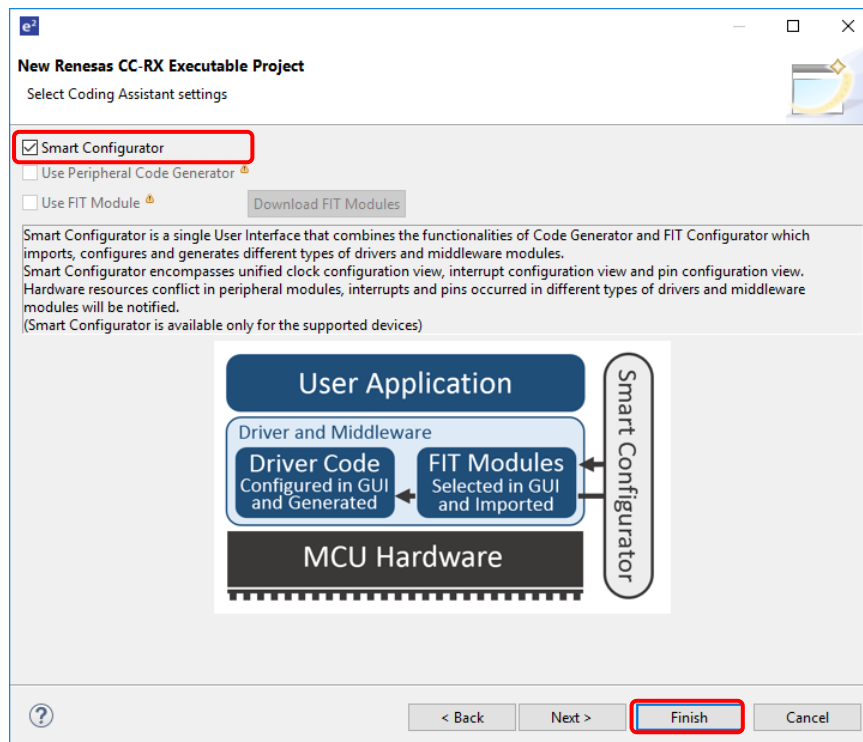 e²
New Renesas CC-RX Executable Project
Select Coding Assistant settings
Smart Configurator
Use Peripheral Code Generator
Use FIT Module
Download FIT Modules
Smart Configurator is a single User Interface that combines the functionalities of Code Generator and FIT Configurator which
imports, configures and generates different types of drivers and middleware modules.
Smart Configurator encompasses unified clock configuration view, interrupt configuration view and pin configuration view.
Hardware resources conflict in peripheral modules, interrupts and pins occurred in different types of drivers and middleware
modules will be notified.
(Smart Configurator is available only for the supported devices)
User Application
Driver and Middleware
Driver Code
Configured in GUI
and Generated
FIT Modules
Selected in GUI
and Imported
MCU Hardware
Smart Configurator
?
< Back
Next >
Finish
Cancel